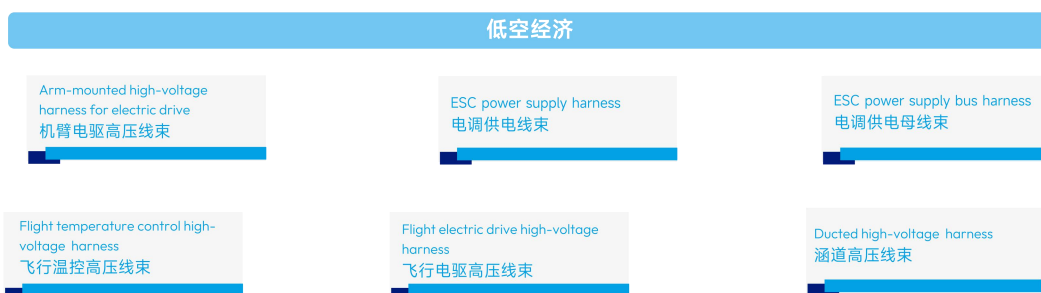 低空经济
Arm-mounted high-voltage
harness for electric drive
机臂电驱高压线束
ESC power supply harness
电调供电线束
ESC power supply bus harness
电调供电母线束
Flight temperature control high-
voltage harness
飞行温控高压线束
Flight electric drive high-voltage
harness
飞行电驱高压线束
Ducted high-voltage harness
涵道高压线束